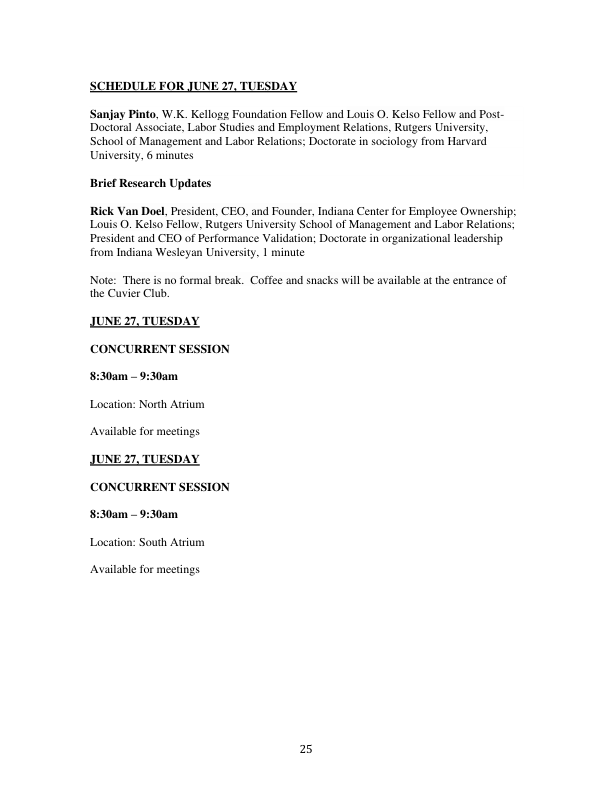 SCHEDULE FOR JUNE 27, TUESDAY
Sanjay Pinto, W.K. Kellogg Foundation Fellow and Louis O. Kelso Fellow and Post-
Doctoral Associate, Labor Studies and Employment Relations, Rutgers University,
School of Management and Labor Relations; Doctorate in sociology from Harvard
University, 6 minutes
Brief Research Updates
Rick Van Doel, President, CEO, and Founder, Indiana Center for Employee Ownership;
Louis O. Kelso Fellow, Rutgers University School of Management and Labor Relations;
President and CEO of Performance Validation; Doctorate in organizational leadership
from Indiana Wesleyan University, 1 minute
Note:  There is no formal break.  Coffee and snacks will be available at the entrance of
the Cuvier Club.
JUNE 27, TUESDAY
CONCURRENT SESSION
8:30am – 9:30am
Location: North Atrium
Available for meetings
JUNE 27, TUESDAY
CONCURRENT SESSION
8:30am – 9:30am
Location: South Atrium
Available for meetings
25